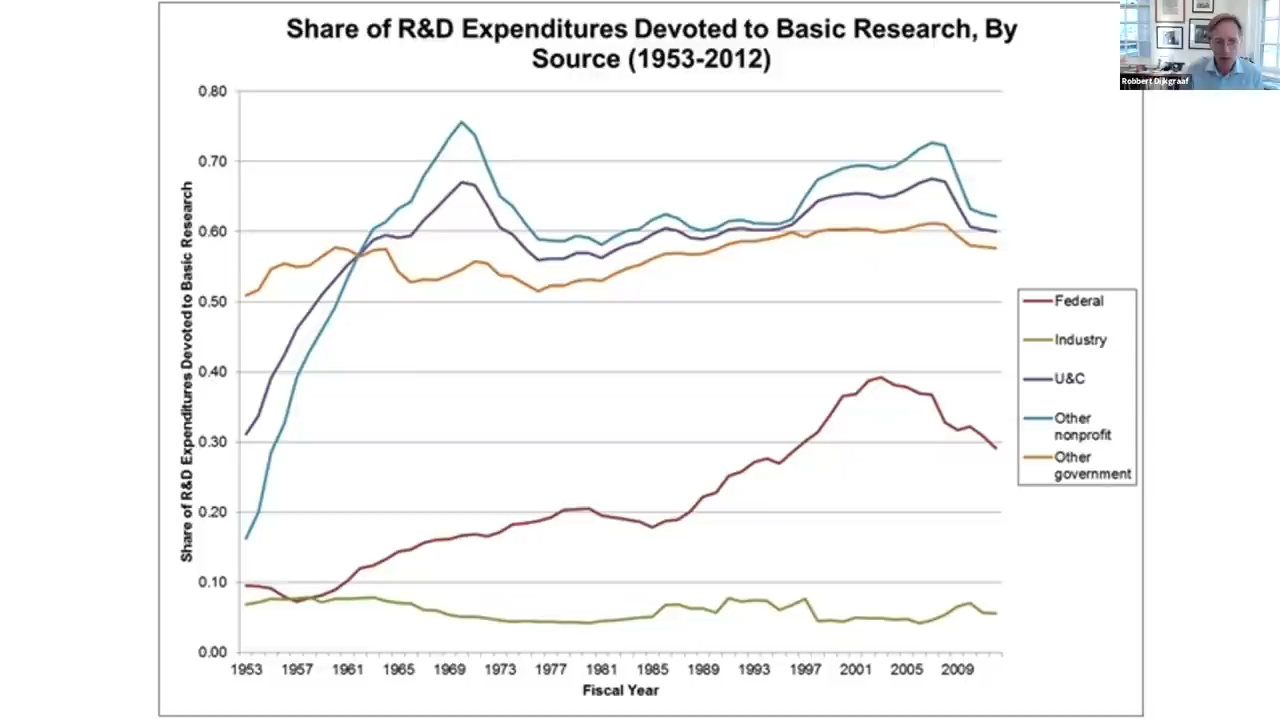 Share of R&D Expenditures Devoted to Basic Research, By
Source (1953-2012)
Robbert Dijkgraaf
Share of R&D Expenditures Devoted to Basic Research
0.80
0.70
0.60
0.50
0.40
0.30
0.20
0.10
0.00
1953 1957 1961 1965 1969 1973 1977 1981 1985 1989 1993 1997 2001 2005 2009
Fiscal Year
Federal
Industry
U&C
Other
nonprofit
Other
government